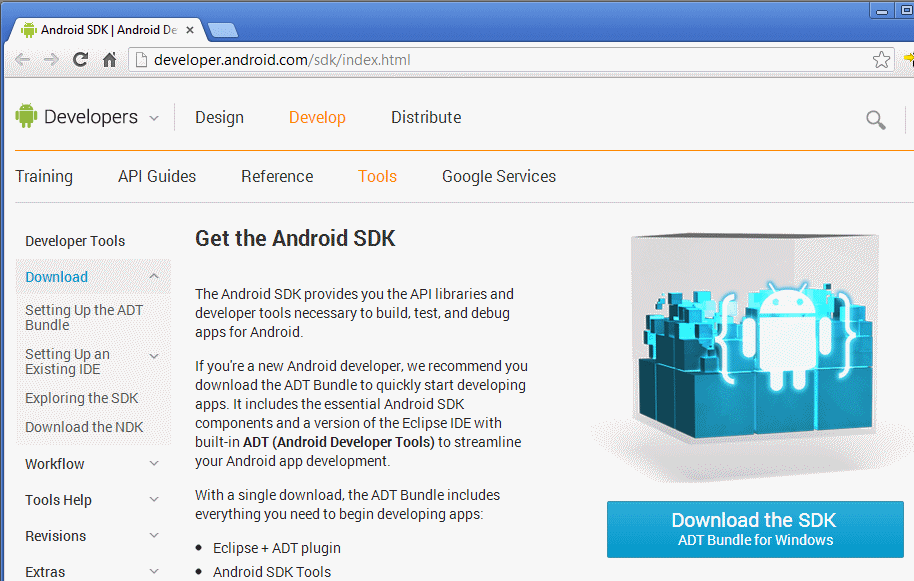 Android SDK | Android De
developer.android.com/sdk/index.html
Developers
Design
Develop
Distribute
Training
API Guides
Reference
Tools
Google Services
Developer Tools
Download
Setting Up the ADT
Bundle
Setting Up an
Existing IDE
Exploring the SDK
Download the NDK
Workflow
Tools Help
Revisions
Extras
Get the Android SDK
The Android SDK provides you the API libraries and
developer tools necessary to build, test, and debug
apps for Android.
If you're a new Android developer, we recommend you
download the ADT Bundle to quickly start developing
apps. It includes the essential Android SDK
components and a version of the Eclipse IDE with
built-in ADT (Android Developer Tools) to streamline
your Android app development.
With a single download, the ADT Bundle includes
everything you need to begin developing apps:
• Eclipse + ADT plugin
• Android SDK Tools
{ }
Download the SDK
ADT Bundle for Windows